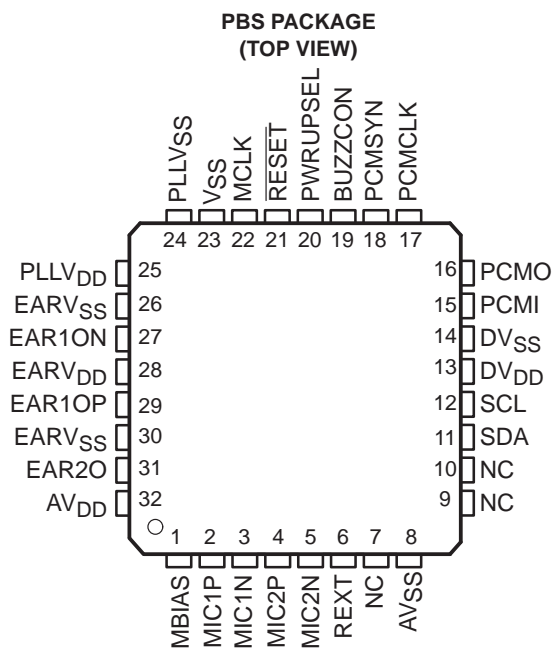 PBS PACKAGE
(TOP VIEW)
PLLVSS
VSS
MCLK
RESET
PWRUPSEL
BUZZCON
PCMSYN
PCMCLK
24 23 22 21 20 19 18 17
PLLVDD 25
EARVSS 26
EAR1ON 27
EARVDD 28
EAR1OP 29
EARVSS 30
EAR2O 31
AVDD 32
16 PCMO
15 PCMI
14 DVSS
13 DVDD
12 SCL
11 SDA
10 NC
9 NC
1 2 3 4 5 6 7 8
MBIAS
MIC1P
MIC1N
MIC2P
MIC2N
REXT
NC
AVSS